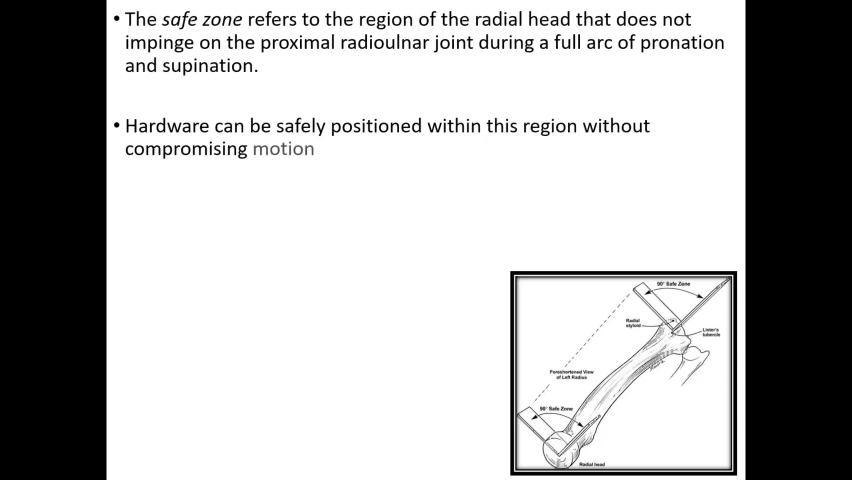 • The safe zone refers to the region of the radial head that does not
impinge on the proximal radioulnar joint during a full arc of pronation
and supination.
• Hardware can be safely positioned within this region without
compromising motion
90° Safe Zone
Radial
styloid
Lister's
tubercle
Foreshortened View
of Left Radius
90° Safe Zone
Radial head